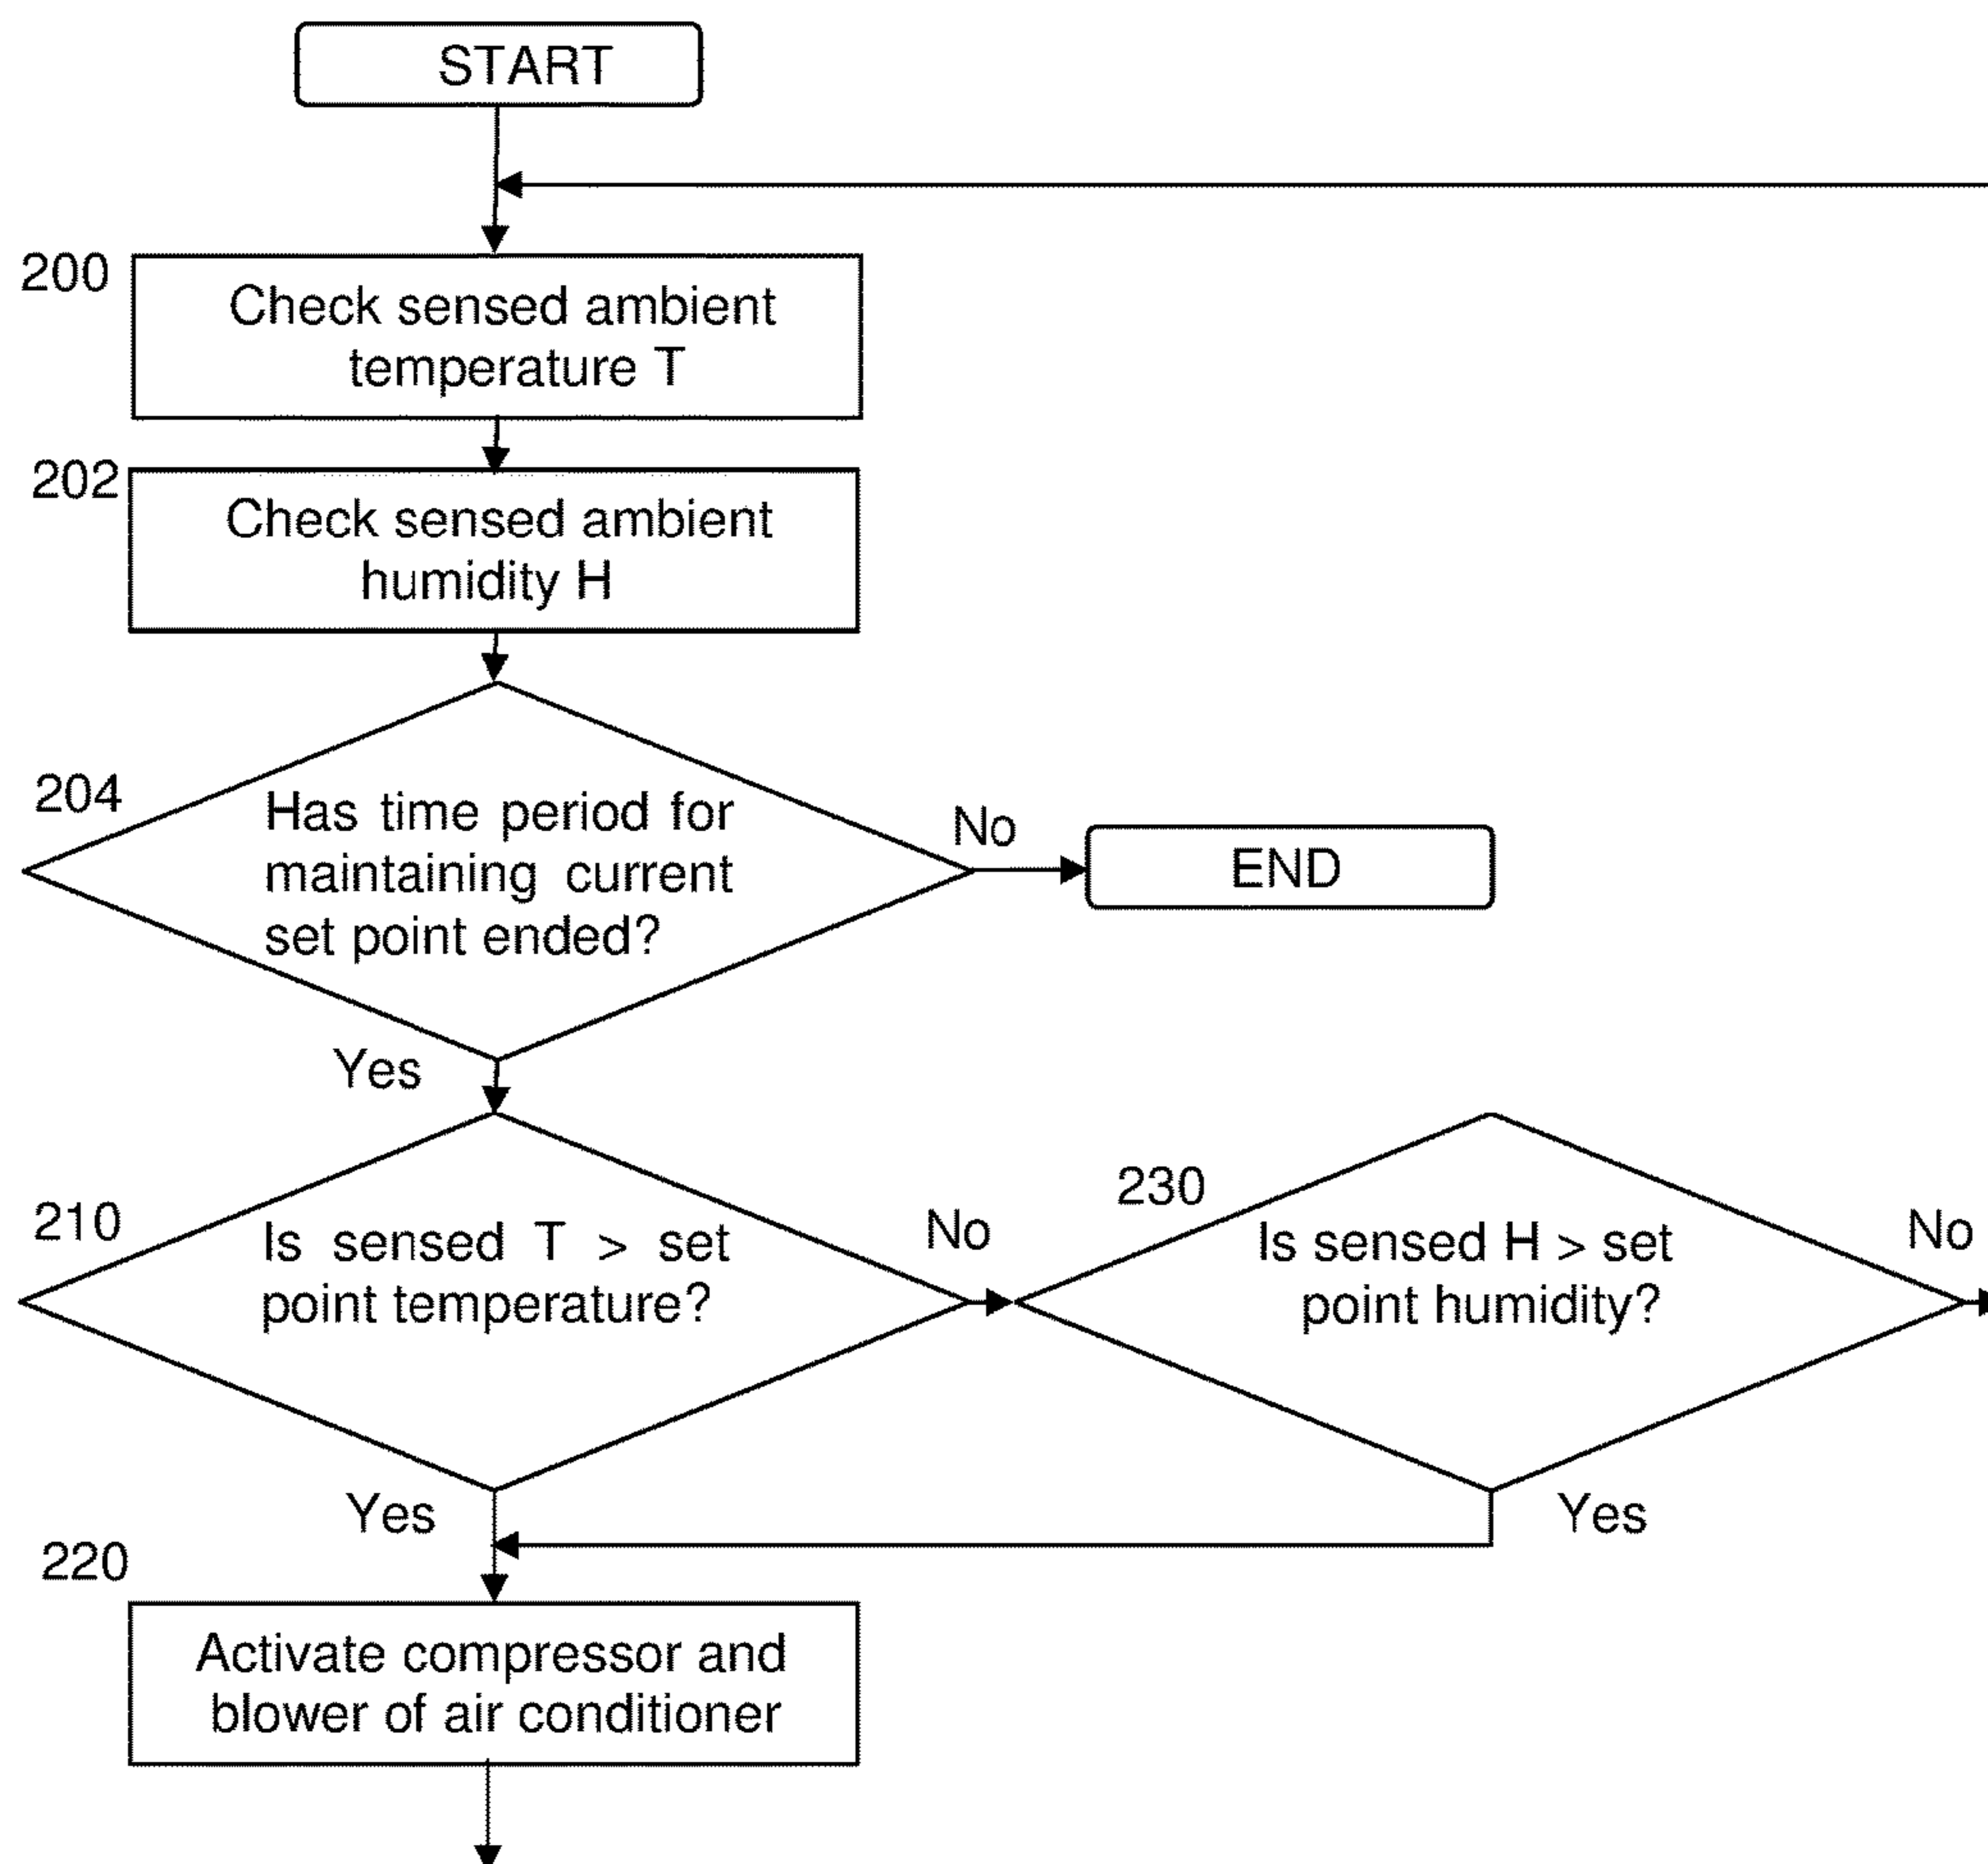 START
200
Check sensed ambient
temperature T
202
Check sensed ambient
humidity H
204
Has time period for
maintaining current
set point ended?
No
END
Yes
210
Is sensed T > set
point temperature?
No
230
Is sensed H > set
point humidity?
No
Yes
Yes
220
Activate compressor and
blower of air conditioner